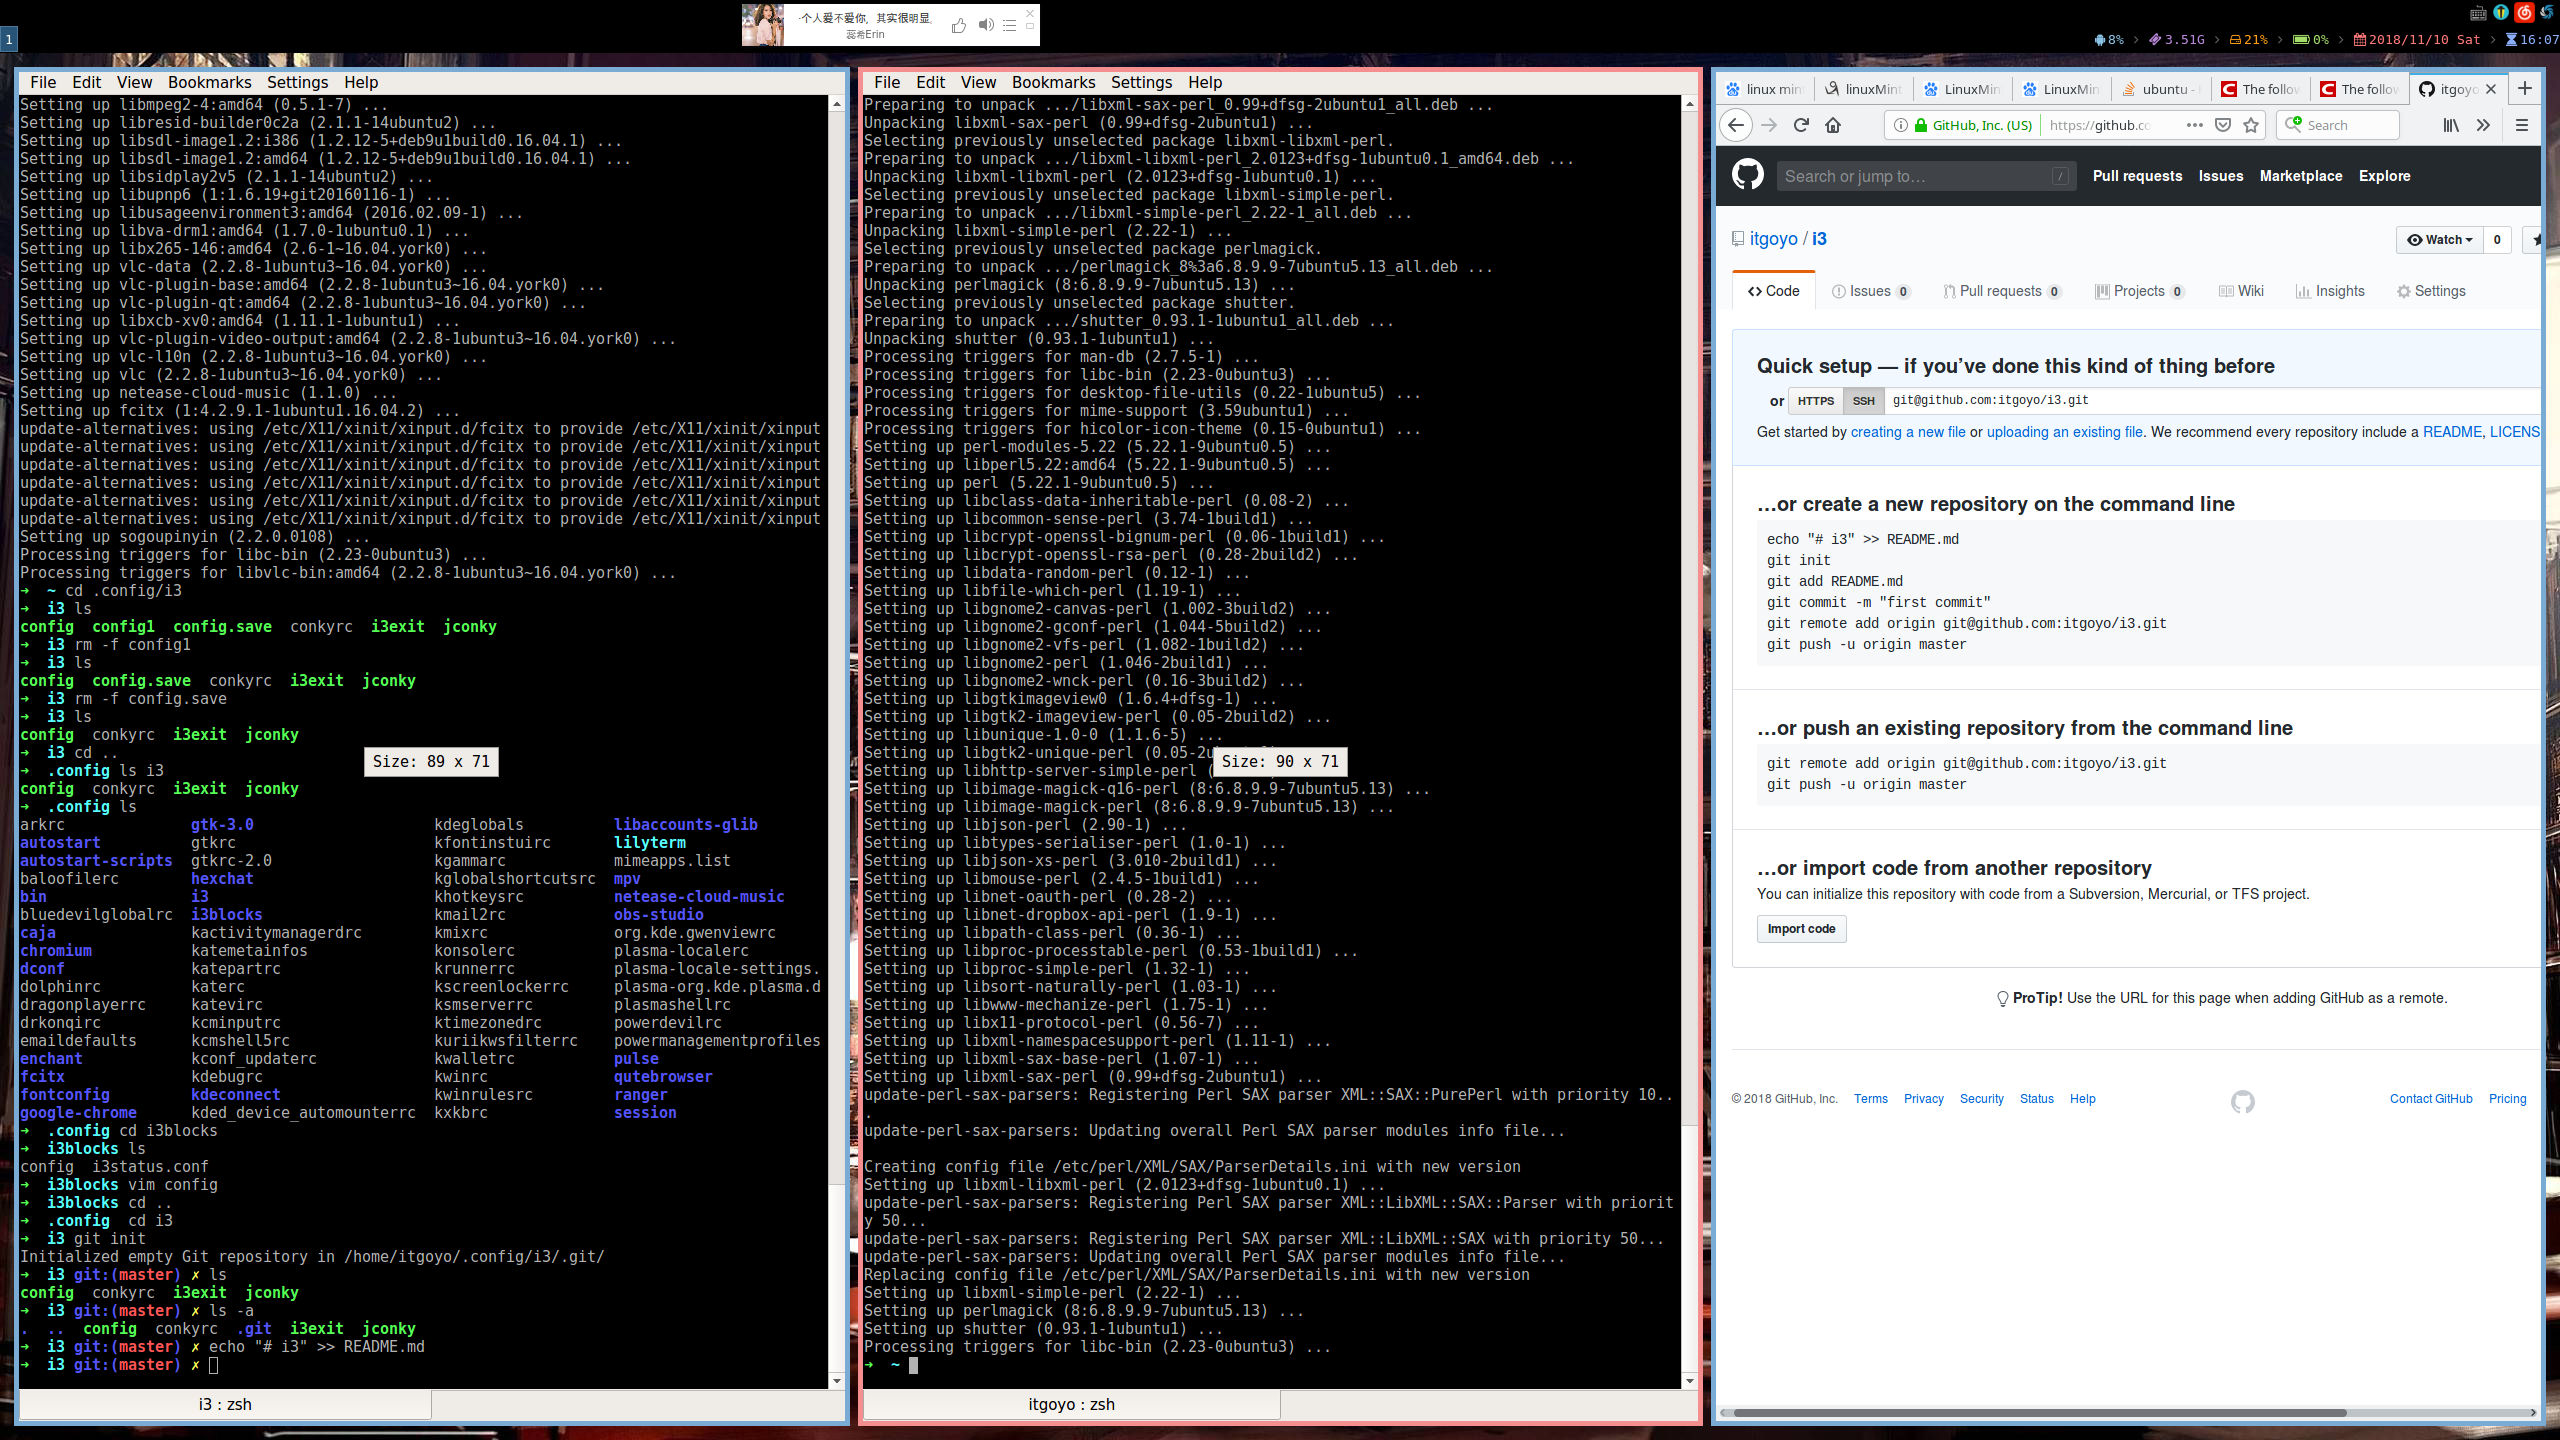 1
·个人爱不爱你，其实很明显,
蕊希Erin
8% > 3.51G > 21% > 0% > 2018/11/10 Sat > 16:07
File Edit View Bookmarks Settings Help
Setting up libmpeg2-4:amd64 (0.5.1-7) ...
Setting up libresid-builder0c2a (2.1.1-14ubuntu2) ...
Setting up libsdl-image1.2:i386 (1.2.12-5+deb9u1build0.16.04.1) ...
Setting up libsdl-image1.2:amd64 (1.2.12-5+deb9u1build0.16.04.1) ...
Setting up libsidplay2v5 (2.1.1-14ubuntu2) ...
Setting up libupnp6 (1:1.6.19+git20160116-1) ...
Setting up libusageenvironment3:amd64 (2016.02.09-1) ...
Setting up libva-drm1:amd64 (1.7.0-1ubuntu0.1) ...
Setting up libx265-146:amd64 (2.6-1~16.04.york0) ...
Setting up vlc-data (2.2.8-1ubuntu3~16.04.york0) ...
Setting up vlc-plugin-base:amd64 (2.2.8-1ubuntu3~16.04.york0) ...
Setting up vlc-plugin-qt:amd64 (2.2.8-1ubuntu3~16.04.york0) ...
Setting up libxcb-xv0:amd64 (1.11.1-1ubuntu1) ...
Setting up vlc-plugin-video-output:amd64 (2.2.8-1ubuntu3~16.04.york0) ...
Setting up vlc-l10n (2.2.8-1ubuntu3~16.04.york0) ...
Setting up vlc (2.2.8-1ubuntu3~16.04.york0) ...
Setting up netease-cloud-music (1.1.0) ...
Setting up fcitx (1:4.2.9.1-1ubuntu1.16.04.2) ...
update-alternatives: using /etc/X11/xinit/xinput.d/fcitx to provide /etc/X11/xinit/xinput
update-alternatives: using /etc/X11/xinit/xinput.d/fcitx to provide /etc/X11/xinit/xinput
update-alternatives: using /etc/X11/xinit/xinput.d/fcitx to provide /etc/X11/xinit/xinput
update-alternatives: using /etc/X11/xinit/xinput.d/fcitx to provide /etc/X11/xinit/xinput
update-alternatives: using /etc/X11/xinit/xinput.d/fcitx to provide /etc/X11/xinit/xinput
update-alternatives: using /etc/X11/xinit/xinput.d/fcitx to provide /etc/X11/xinit/xinput
Setting up sogoupinyin (2.2.0.0108) ...
Processing triggers for libc-bin (2.23-0ubuntu3) ...
Processing triggers for libvlc-bin:amd64 (2.2.8-1ubuntu3~16.04.york0) ...
➜ ~ cd .config/i3
➜ i3 ls
config config1 config.save conkyrc i3exit jconky
➜ i3 rm -f config1
➜ i3 ls
config config.save conkyrc i3exit jconky
➜ i3 rm -f config.save
➜ i3 ls
config conkyrc i3exit jconky
➜ i3 cd ..
Size: 89 x 71
➜ .config ls i3
config conkyrc i3exit jconky
➜ .config ls
arkrc gtk-3.0 kdeglobals libaccounts-glib
autostart gtkrc kfontinstuirc lilyterm
autostart-scripts gtkrc-2.0 kgammarc mimeapps.list
baloofilerc hexchat kglobalshortcutsrc mpv
bin i3 khotkeysrc netease-cloud-music
bluedevilglobalrc i3blocks kmail2rc obs-studio
caja kactivitymanagerdrc kmixrc org.kde.gwenviewrc
chromium katemetainfos konsolerc plasma-localerc
dconf katepartrc krunnerrc plasma-locale-settings.
dolphinrc katerc kscreenlockerrc plasma-org.kde.plasma.d
dragonplayerrc katevirc ksmserverrc plasmashellrc
drkonqirc kcminputrc ktimezonedrc powerdevilrc
emaildefaults kcmshell5rc kuriikwsfilterrc powermanagementprofiles
enchant kconf_updaterc kwalletrc pulse
fcitx kdebugrc kwinrc qutebrowser
fontconfig kdeconnect kwinrulesrc ranger
google-chrome kded_device_automounterrc kxkbrc session
➜ .config cd i3blocks
➜ i3blocks ls
config i3status.conf
➜ i3blocks vim config
➜ i3blocks cd ..
➜ .config cd i3
➜ i3 git init
Initialized empty Git repository in /home/itgoyo/.config/i3/.git/
➜ i3 git:(master) ✗ ls
config conkyrc i3exit jconky
➜ i3 git:(master) ✗ ls -a
. .. config conkyrc .git i3exit jconky
➜ i3 git:(master) ✗ echo "# i3" >> README.md
➜ i3 git:(master) ✗
i3 : zsh
File Edit View Bookmarks Settings Help
Preparing to unpack .../libxml-sax-perl_0.99+dfsg-2ubuntu1_all.deb ...
Unpacking libxml-sax-perl (0.99+dfsg-2ubuntu1) ...
Selecting previously unselected package libxml-libxml-perl.
Preparing to unpack .../libxml-libxml-perl_2.0123+dfsg-1ubuntu0.1_amd64.deb ...
Unpacking libxml-libxml-perl (2.0123+dfsg-1ubuntu0.1) ...
Selecting previously unselected package libxml-simple-perl.
Preparing to unpack .../libxml-simple-perl_2.22-1_all.deb ...
Unpacking libxml-simple-perl (2.22-1) ...
Selecting previously unselected package perlmagick.
Preparing to unpack .../perlmagick_8%3a6.8.9.9-7ubuntu5.13_all.deb ...
Unpacking perlmagick (8:6.8.9.9-7ubuntu5.13) ...
Selecting previously unselected package shutter.
Preparing to unpack .../shutter_0.93.1-1ubuntu1_all.deb ...
Unpacking shutter (0.93.1-1ubuntu1) ...
Processing triggers for man-db (2.7.5-1) ...
Processing triggers for libc-bin (2.23-0ubuntu3) ...
Processing triggers for desktop-file-utils (0.22-1ubuntu5) ...
Processing triggers for mime-support (3.59ubuntu1) ...
Processing triggers for hicolor-icon-theme (0.15-0ubuntu1) ...
Setting up perl-modules-5.22 (5.22.1-9ubuntu0.5) ...
Setting up libperl5.22:amd64 (5.22.1-9ubuntu0.5) ...
Setting up perl (5.22.1-9ubuntu0.5) ...
Setting up libclass-data-inheritable-perl (0.08-2) ...
Setting up libcommon-sense-perl (3.74-1build1) ...
Setting up libcrypt-openssl-bignum-perl (0.06-1build1) ...
Setting up libcrypt-openssl-rsa-perl (0.28-2build2) ...
Setting up libdata-random-perl (0.12-1) ...
Setting up libfile-which-perl (1.19-1) ...
Setting up libgnome2-canvas-perl (1.002-3build2) ...
Setting up libgnome2-gconf-perl (1.044-5build2) ...
Setting up libgnome2-vfs-perl (1.082-1build2) ...
Setting up libgnome2-perl (1.046-2build1) ...
Setting up libgnome2-wnck-perl (0.16-3build2) ...
Setting up libgtkimageview0 (1.6.4+dfsg-1) ...
Setting up libgtk2-imageview-perl (0.05-2build2) ...
Setting up libunique-1.0-0 (1.1.6-5) ...
Setting up libgtk2-unique-perl (0.05-2u
Size: 90 x 71
Setting up libhttp-server-simple-perl (
Setting up libimage-magick-q16-perl (8:6.8.9.9-7ubuntu5.13) ...
Setting up libimage-magick-perl (8:6.8.9.9-7ubuntu5.13) ...
Setting up libjson-perl (2.90-1) ...
Setting up libtypes-serialiser-perl (1.0-1) ...
Setting up libjson-xs-perl (3.010-2build1) ...
Setting up libmouse-perl (2.4.5-1build1) ...
Setting up libnet-oauth-perl (0.28-2) ...
Setting up libnet-dropbox-api-perl (1.9-1) ...
Setting up libpath-class-perl (0.36-1) ...
Setting up libproc-processtable-perl (0.53-1build1) ...
Setting up libproc-simple-perl (1.32-1) ...
Setting up libsort-naturally-perl (1.03-1) ...
Setting up libwww-mechanize-perl (1.75-1) ...
Setting up libx11-protocol-perl (0.56-7) ...
Setting up libxml-namespacesupport-perl (1.11-1) ...
Setting up libxml-sax-base-perl (1.07-1) ...
Setting up libxml-sax-perl (0.99+dfsg-2ubuntu1) ...
update-perl-sax-parsers: Registering Perl SAX parser XML::SAX::PurePerl with priority 10..
.
update-perl-sax-parsers: Updating overall Perl SAX parser modules info file...
Creating config file /etc/perl/XML/SAX/ParserDetails.ini with new version
Setting up libxml-libxml-perl (2.0123+dfsg-1ubuntu0.1) ...
update-perl-sax-parsers: Registering Perl SAX parser XML::LibXML::SAX::Parser with priorit
y 50...
update-perl-sax-parsers: Registering Perl SAX parser XML::LibXML::SAX with priority 50...
update-perl-sax-parsers: Updating overall Perl SAX parser modules info file...
Replacing config file /etc/perl/XML/SAX/ParserDetails.ini with new version
Setting up libxml-simple-perl (2.22-1) ...
Setting up perlmagick (8:6.8.9.9-7ubuntu5.13) ...
Setting up shutter (0.93.1-1ubuntu1) ...
Processing triggers for libc-bin (2.23-0ubuntu3) ...
➜ ~
itgoyo : zsh
linux min linuxMint LinuxMin LinuxMin ubuntu - The follow The follow itgoyo
GitHub, Inc. (US) https://github.co Search
Search or jump to… / Pull requests Issues Marketplace Explore
itgoyo / i3 Watch 0
Code Issues 0 Pull requests 0 Projects 0 Wiki Insights Settings
Quick setup — if you’ve done this kind of thing before
or HTTPS SSH git@github.com:itgoyo/i3.git
Get started by creating a new file or uploading an existing file. We recommend every repository include a README, LICENS
…or create a new repository on the command line
echo "# i3" >> README.md
git init
git add README.md
git commit -m "first commit"
git remote add origin git@github.com:itgoyo/i3.git
git push -u origin master
…or push an existing repository from the command line
git remote add origin git@github.com:itgoyo/i3.git
git push -u origin master
…or import code from another repository
You can initialize this repository with code from a Subversion, Mercurial, or TFS project.
Import code
ProTip! Use the URL for this page when adding GitHub as a remote.
© 2018 GitHub, Inc. Terms Privacy Security Status Help Contact GitHub Pricing